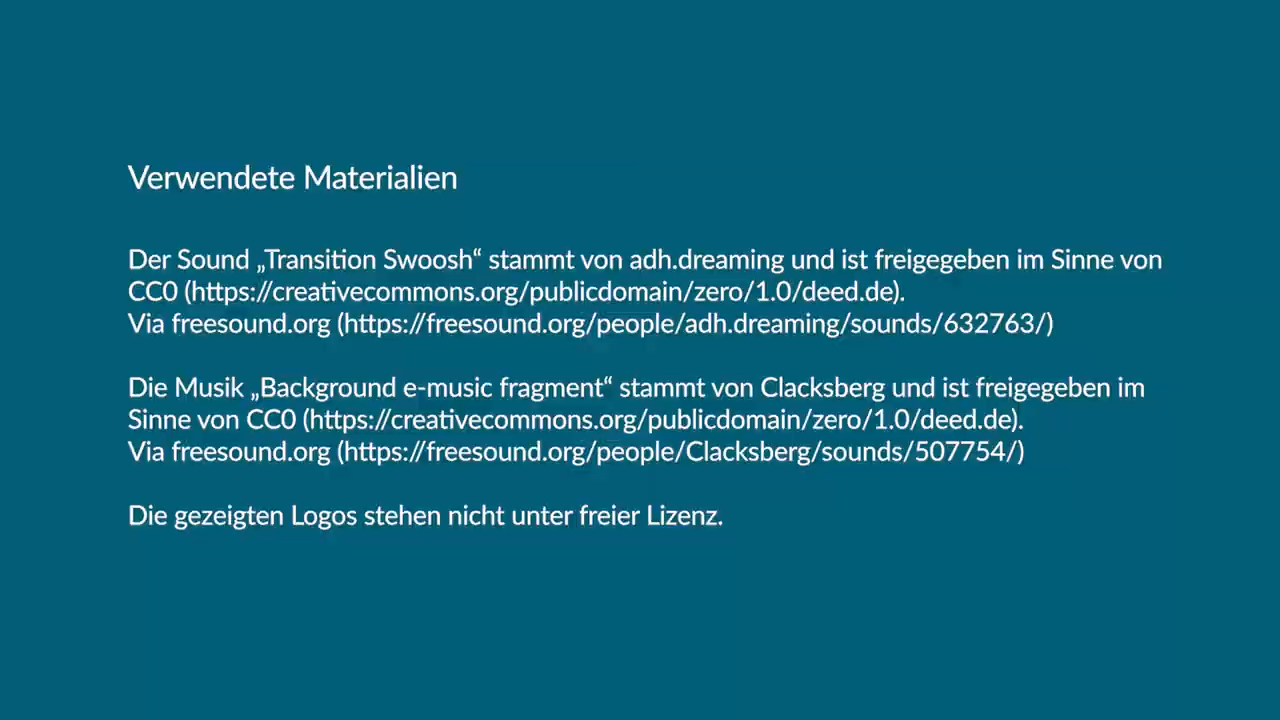 Verwendete Materialien
Der Sound „Transition Swoosh“ stammt von adh.dreaming und ist freigegeben im Sinne von
CC0 (https://creativecommons.org/publicdomain/zero/1.0/deed.de).
Via freesound.org (https://freesound.org/people/adh.dreaming/sounds/632763/)
Die Musik „Background e-music fragment“ stammt von Clacksberg und ist freigegeben im
Sinne von CC0 (https://creativecommons.org/publicdomain/zero/1.0/deed.de).
Via freesound.org (https://freesound.org/people/Clacksberg/sounds/507754/)
Die gezeigten Logos stehen nicht unter freier Lizenz.